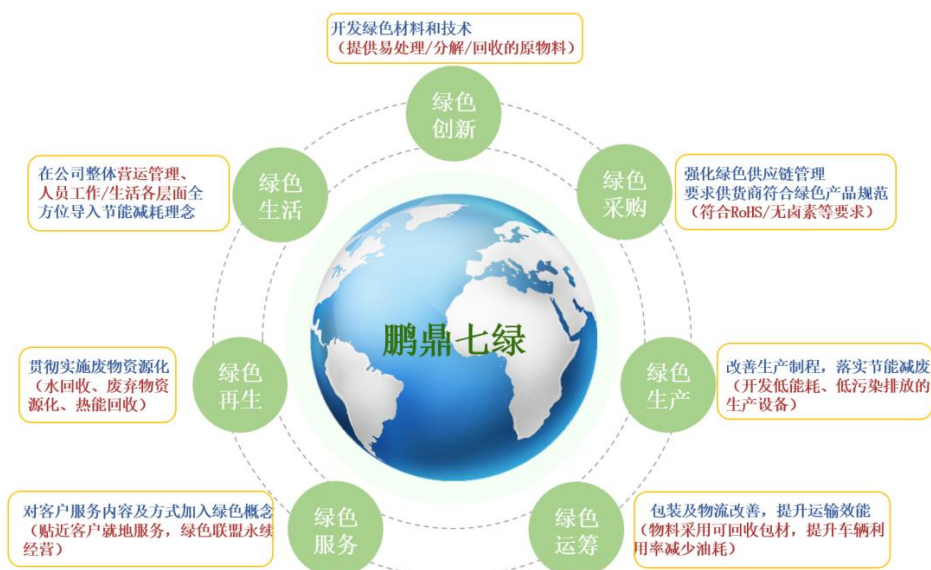 开发绿色材料和技术
（提供易处理/分解/回收的原物料）
绿色
创新
在公司整体营运管理、
人员工作/生活各层面全
方位导入节能减耗理念
绿色
生活
绿色
采购
强化绿色供应链管理
要求供货商符合绿色产品规范
（符合RoHS/无卤素等要求）
鹏鼎七绿
贯彻实施废物资源化
（水回收、废弃物资
源化、热能回收）
绿色
再生
绿色
生产
改善生产制程，落实节能减废
（开发低能耗、低污染排放的
生产设备）
对客户服务内容及方式加入绿色概念
（贴近客户就地服务，绿色联盟永续
经营）
绿色
服务
绿色
运筹
包装及物流改善，提升运输效能
（物料采用可回收包材，提升车辆利
用率减少油耗）